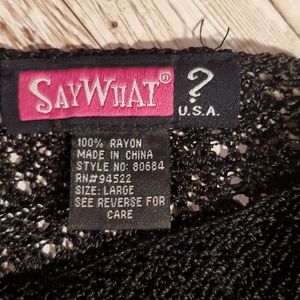 SAYWHAT® ?
U.S.A.
100% RAYON
MADE IN CHINA
STYLE NO: 80684
RN#94522
SIZE: LARGE
SEE REVERSE FOR
CARE